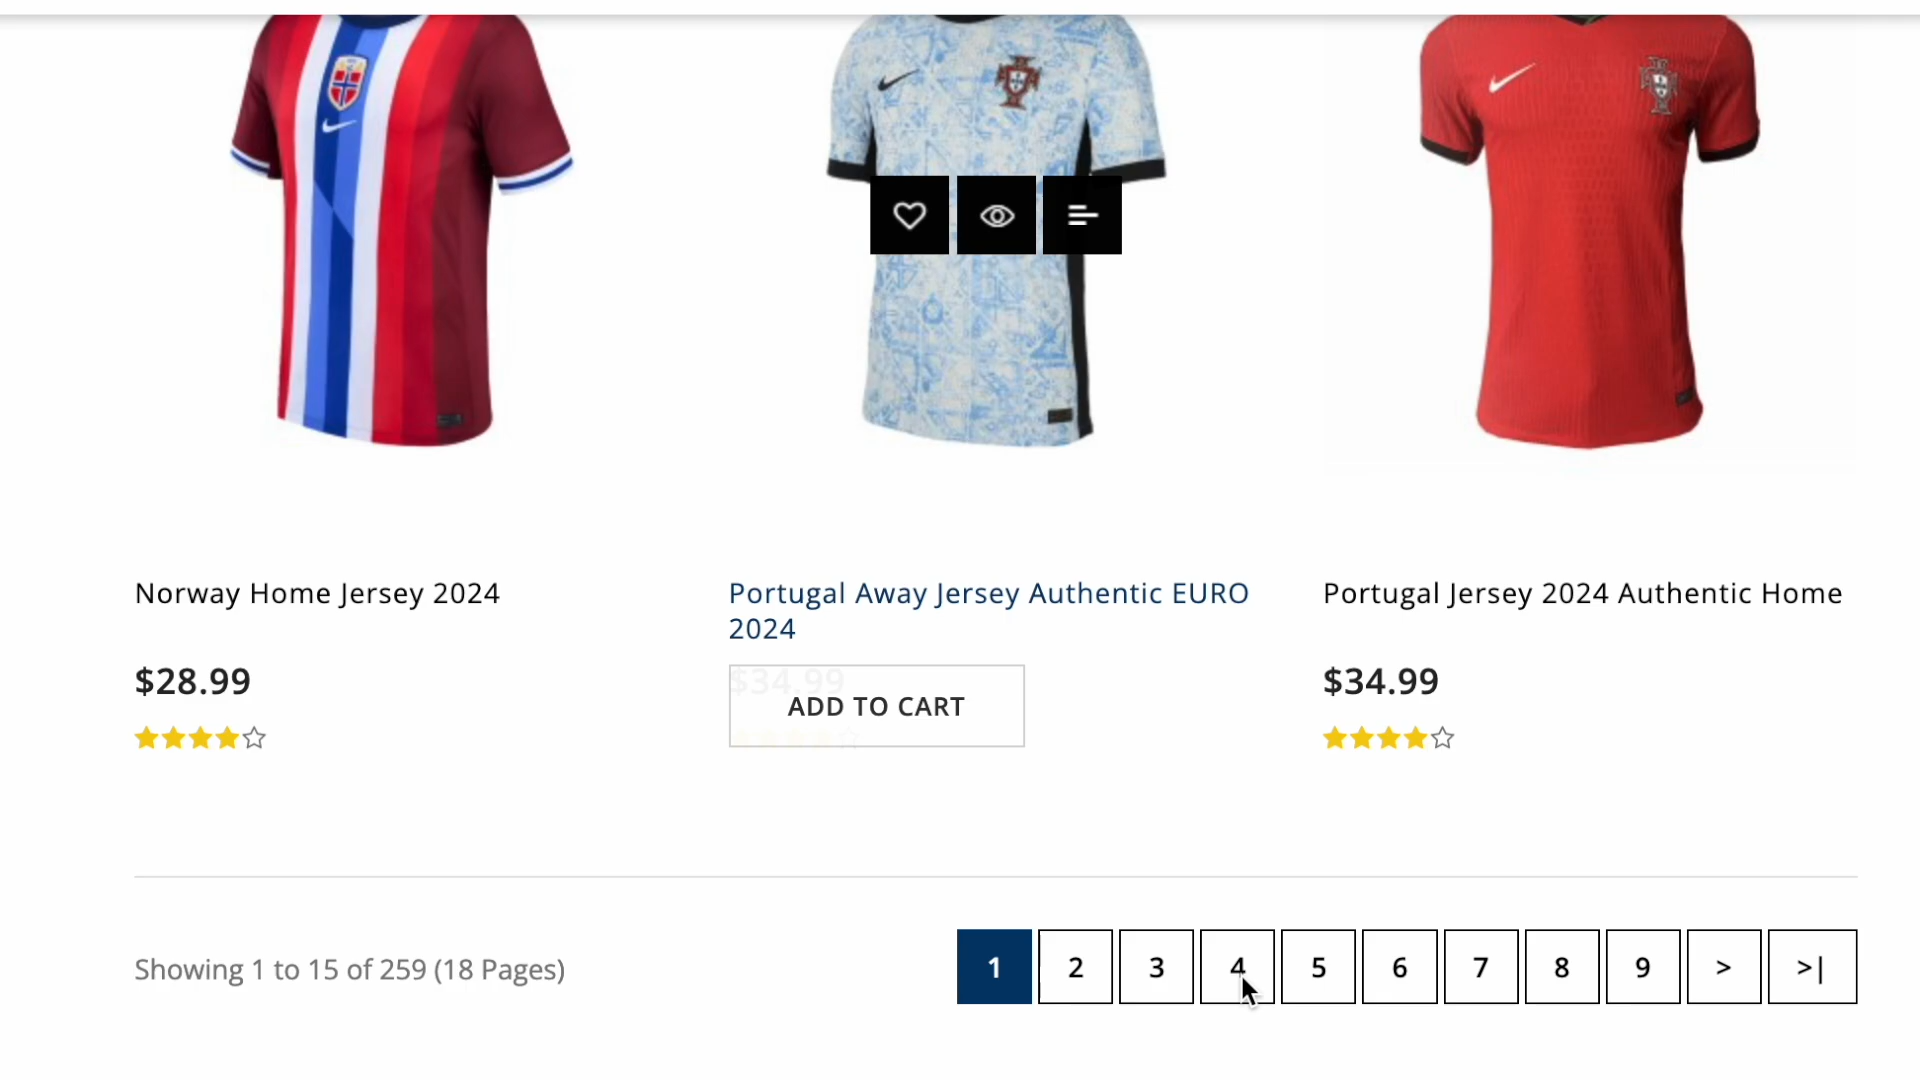 Norway Home Jersey 2024
$28.99
Portugal Away Jersey Authentic EURO
2024
$34.99
ADD TO CART
Portugal Jersey 2024 Authentic Home
$34.99
Showing 1 to 15 of 259 (18 Pages)
1 2 3 4 5 6 7 8 9 > >|